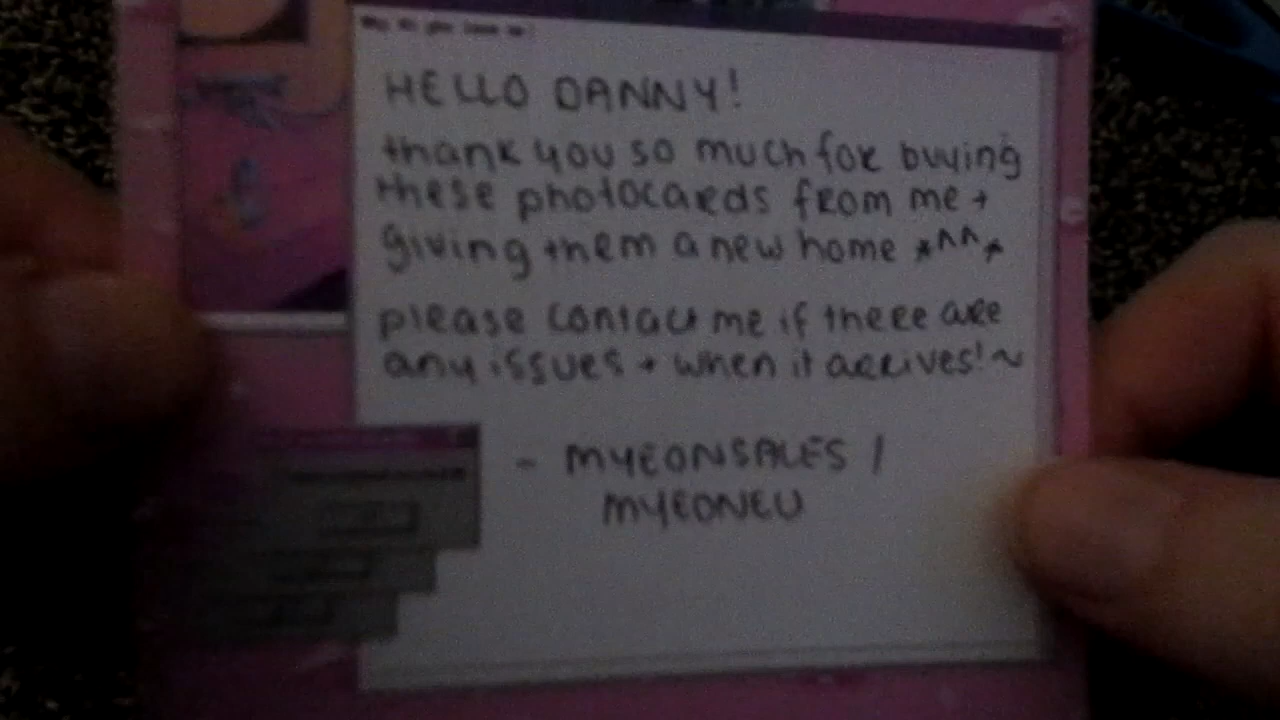 HELLO DANNY!
thank you so much for buying
these photocards from me +
giving them a new home *^^*
please contact me if there are
any issues + when it arrives!~
- MYEONSALES /
MYEONEU